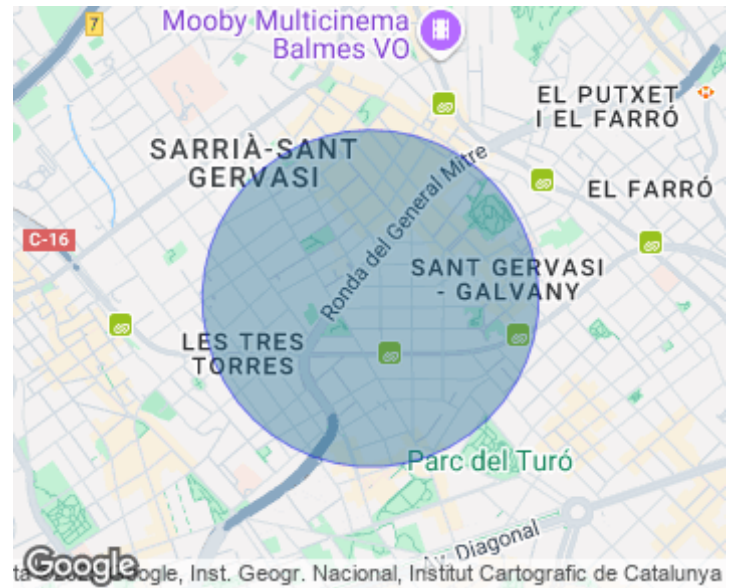 Mooby Multicinema
Balmes VO
7
EL PUTXET
I EL FARRÓ
SARRIÀ-SANT
GERVASI
Ronda del General Mitre
EL FARRÓ
C-16
SANT GERVASI
- GALVANY
LES TRES
TORRES
Parc del Turó
Av. Diagonal
Google
ogle, Inst. Geogr. Nacional, Institut Cartografic de Catalunya